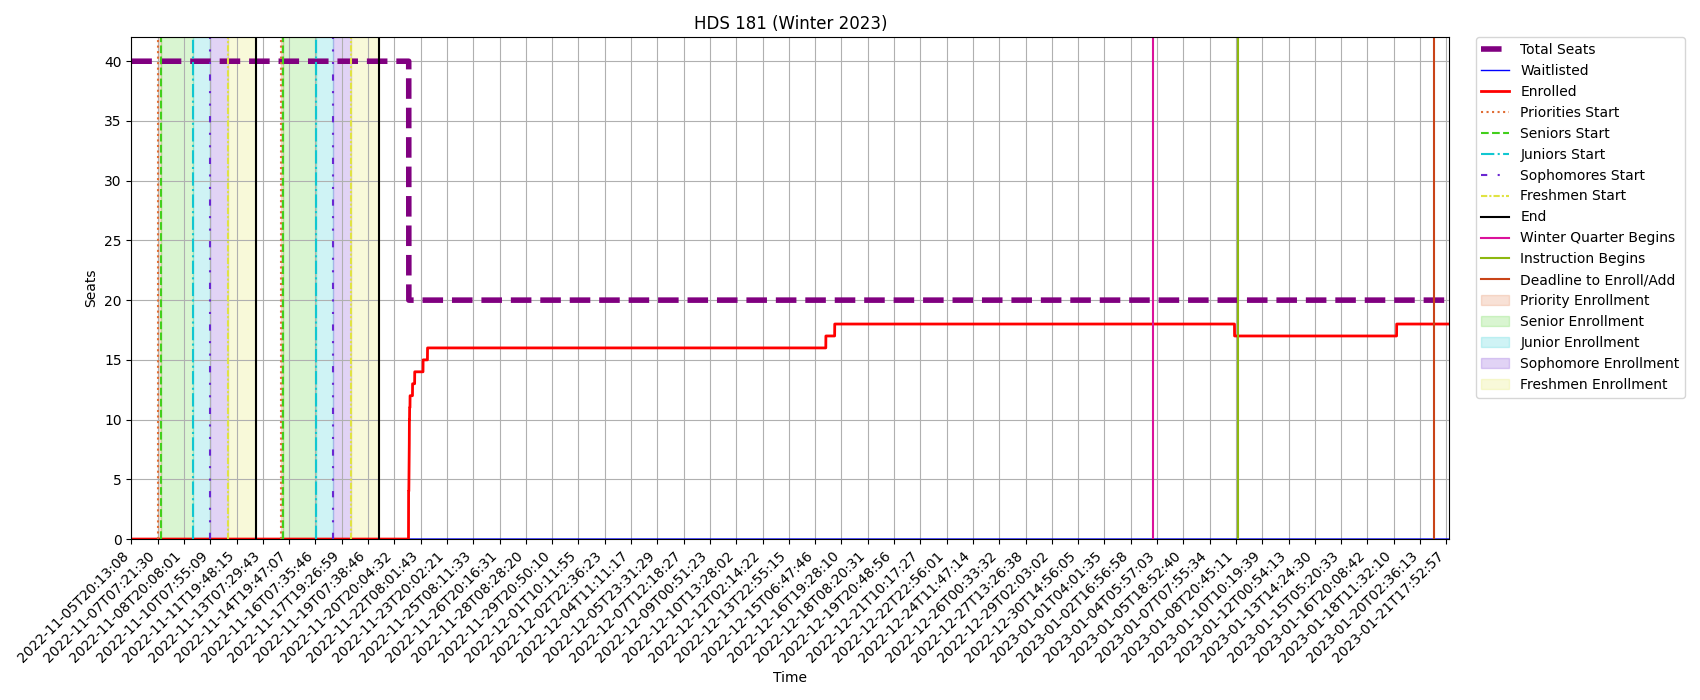 HDS 181 (Winter 2023)
Seats
40
35
30
25
20
15
10
5
0
2022-11-05T20:13:08
2022-11-07T07:21:30
2022-11-08T20:08:01
2022-11-10T07:55:09
2022-11-11T19:48:15
2022-11-13T07:29:43
2022-11-14T19:47:07
2022-11-16T07:35:46
2022-11-17T19:26:59
2022-11-19T07:38:46
2022-11-20T20:04:32
2022-11-22T08:01:43
2022-11-23T20:02:21
2022-11-25T08:11:33
2022-11-26T20:16:31
2022-11-28T08:28:20
2022-11-29T20:50:10
2022-12-01T10:11:55
2022-12-02T22:36:23
2022-12-04T11:11:17
2022-12-05T23:31:29
2022-12-07T12:18:27
2022-12-09T00:51:23
2022-12-10T13:28:02
2022-12-12T02:14:22
2022-12-13T22:55:15
2022-12-15T06:47:46
2022-12-16T19:28:10
2022-12-18T08:20:31
2022-12-19T20:48:56
2022-12-21T10:17:27
2022-12-22T22:56:01
2022-12-24T11:47:14
2022-12-26T00:33:32
2022-12-27T13:26:38
2022-12-29T02:03:02
2022-12-30T14:56:05
2023-01-01T04:01:35
2023-01-02T16:56:58
2023-01-04T05:57:03
2023-01-05T18:52:40
2023-01-07T07:55:34
2023-01-08T20:45:11
2023-01-10T10:19:39
2023-01-12T00:54:13
2023-01-13T14:24:30
2023-01-15T05:20:33
2023-01-16T20:08:42
2023-01-18T11:32:10
2023-01-20T02:36:13
2023-01-21T17:52:57
Time
Total Seats
Waitlisted
Enrolled
Priorities Start
Seniors Start
Juniors Start
Sophomores Start
Freshmen Start
End
Winter Quarter Begins
Instruction Begins
Deadline to Enroll/Add
Priority Enrollment
Senior Enrollment
Junior Enrollment
Sophomore Enrollment
Freshmen Enrollment